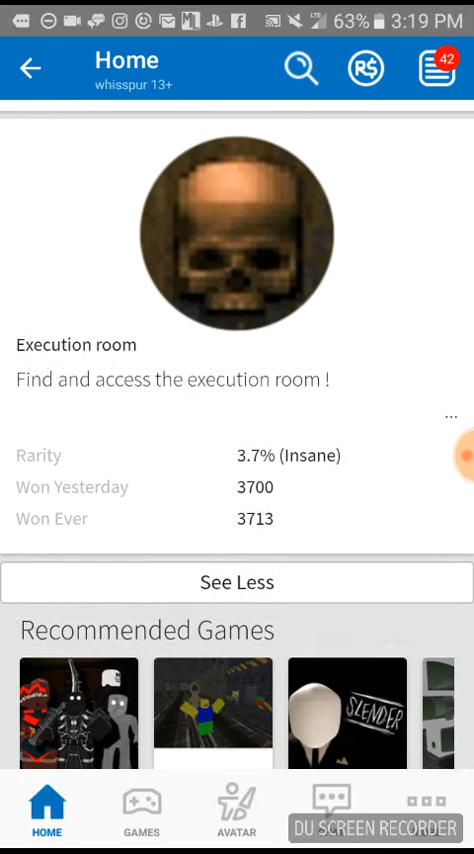 LTE 63% 3:19 PM
Home
whisspur 13+
R$
42
Execution room
Find and access the execution room !
...
Rarity 3.7% (Insane)
Won Yesterday 3700
Won Ever 3713
See Less
Recommended Games
SLENDER
HOME GAMES AVATAR
DU SCREEN RECORDER